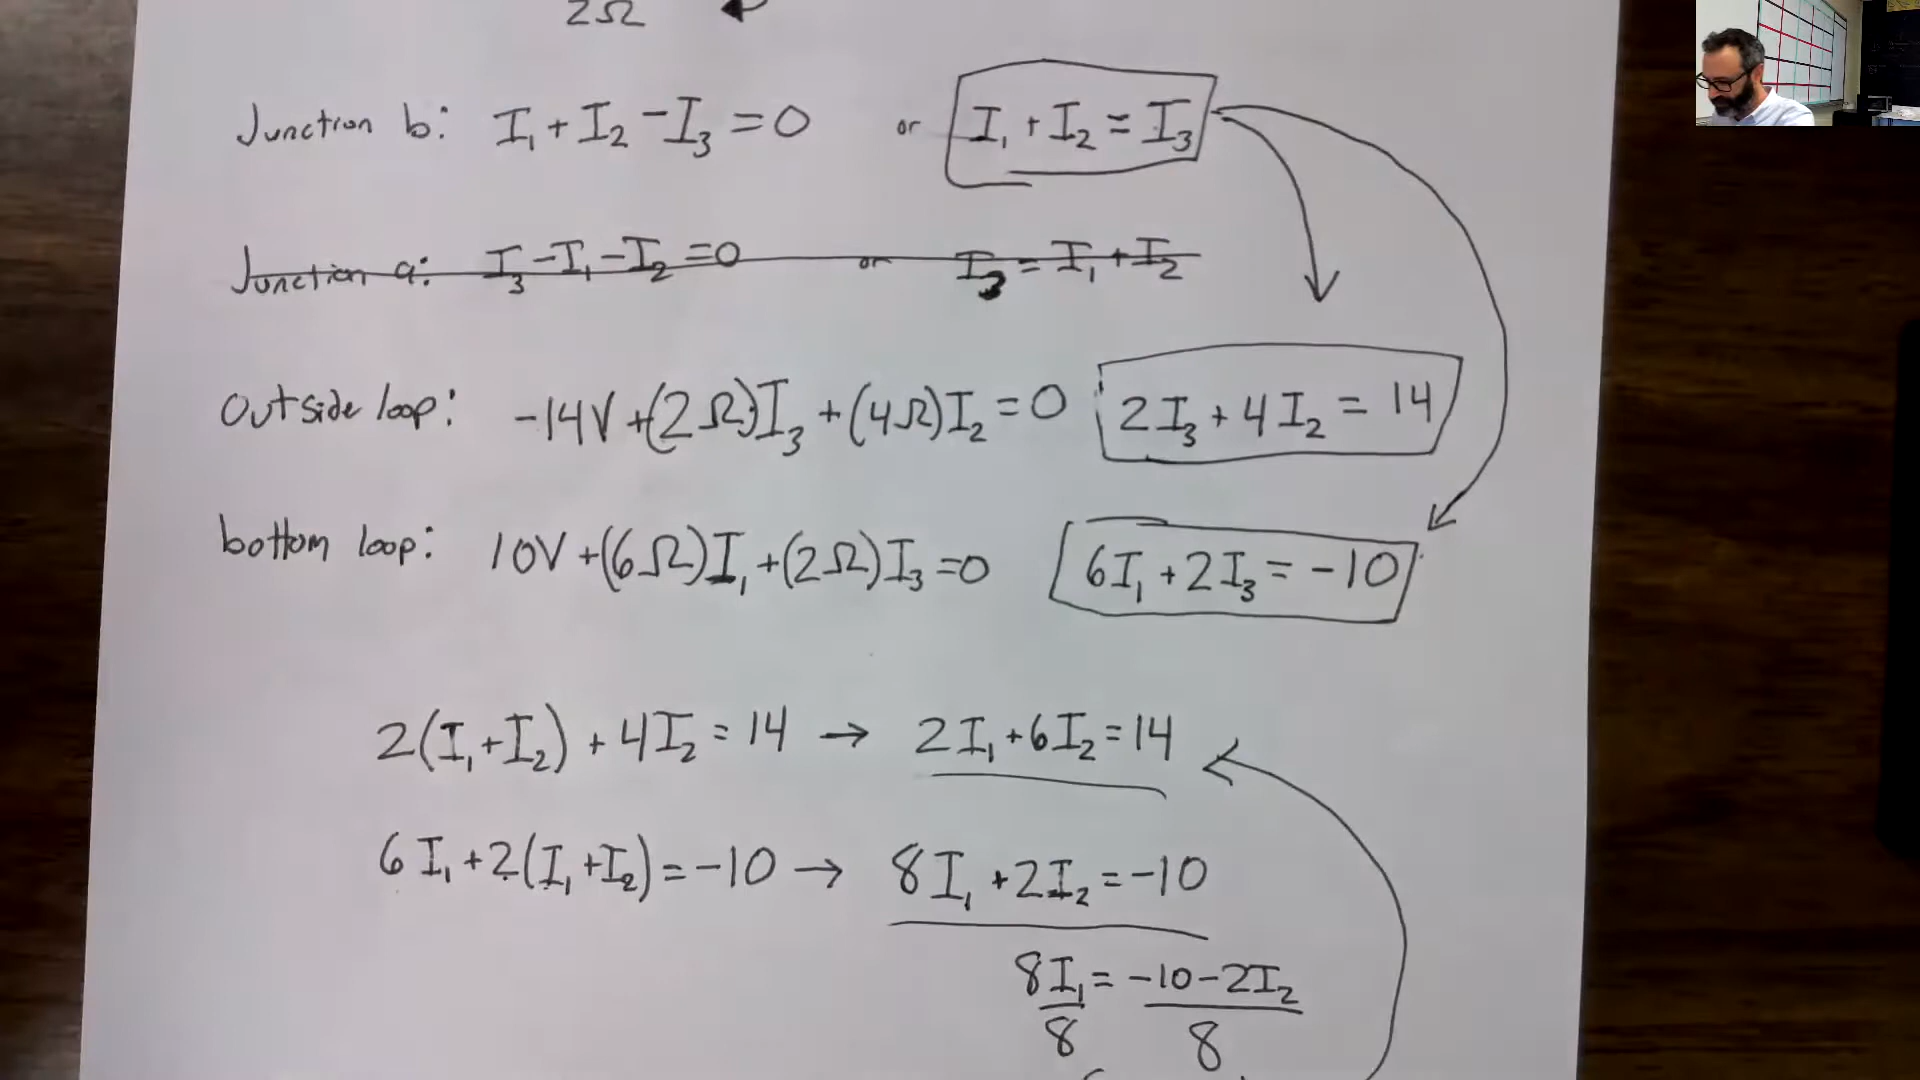 2Ω
Junction b: I₁ + I₂ - I₃ = 0 or I₁ + I₂ = I₃
Junction a: I₃ - I₁ - I₂ = 0 or I₃ = I₁ + I₂
Outside loop: -14V + (2Ω)I₃ + (4Ω)I₂ = 0 2I₃ + 4I₂ = 14
bottom loop: 10V + (6Ω)I₁ + (2Ω)I₃ = 0 6I₁ + 2I₃ = -10
2(I₁ + I₂) + 4I₂ = 14 → 2I₁ + 6I₂ = 14
6I₁ + 2(I₁ + I₂) = -10 → 8I₁ + 2I₂ = -10
8I₁ = -10 - 2I₂
8 8